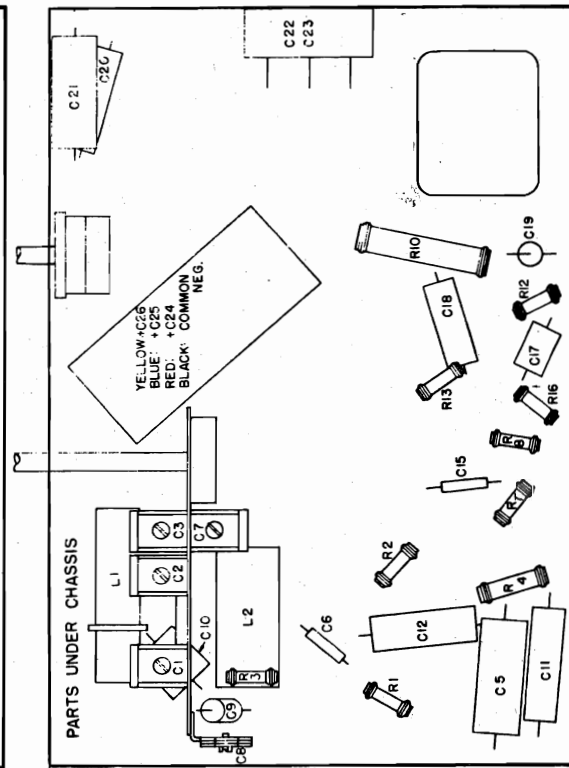 PARTS UNDER CHASSIS
C21
C20
C22
C23
YELLOW: +C26
BLUE: +C25
RED: +C24
BLACK: COMMON
NEG.
L1
C3
C7
C2
C1
C10
L2
R3
C9
C8
C6
C12
R1
R2
R4
C5
C11
C15
R7
R8
R16
R13
C18
R10
C17
R12
C19